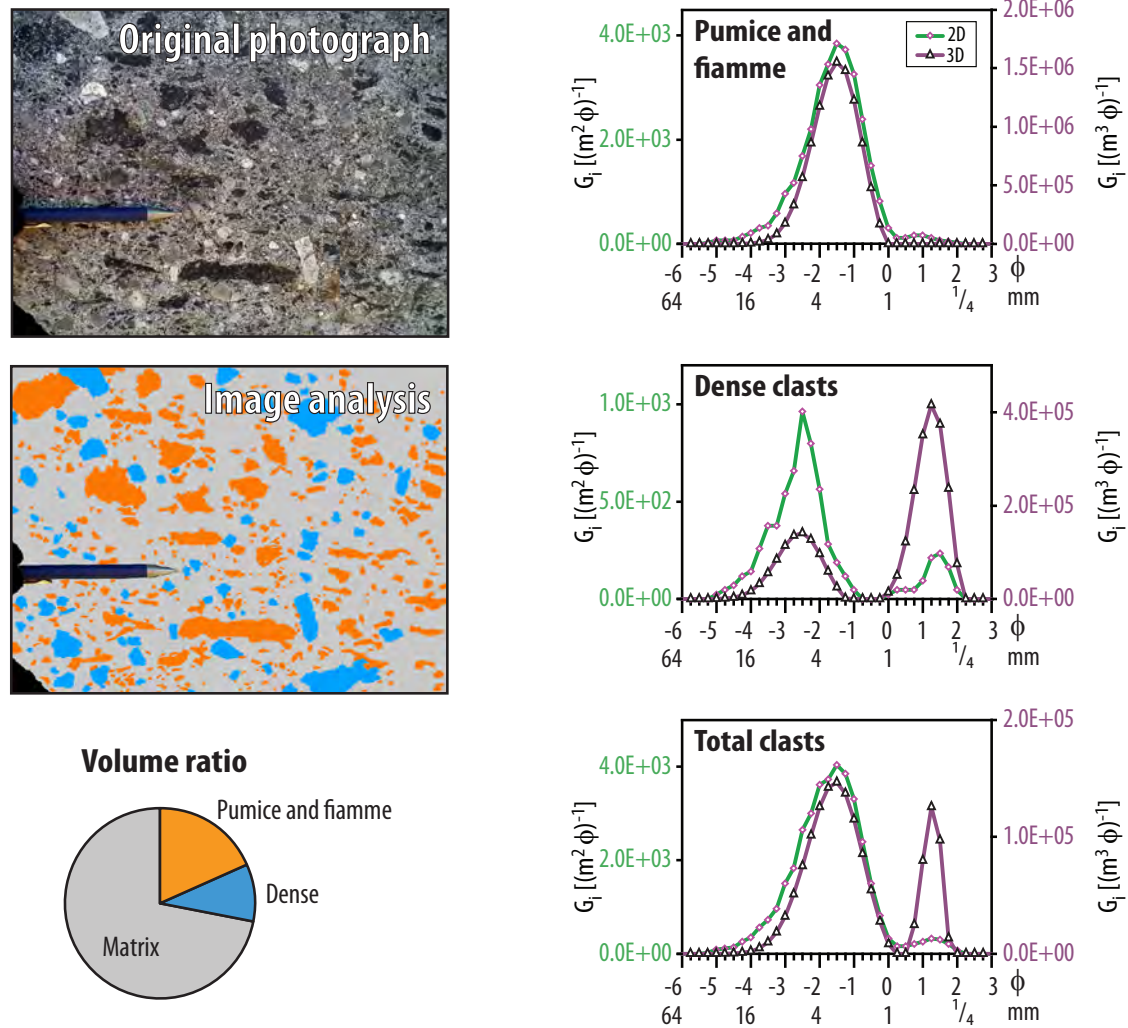 Original photograph
Image analysis
Volume ratio
Pumice and fiamme
Dense
Matrix
Pumice and
fiamme
2D
3D
4.0E+03
2.0E+03
0.0E+00
G_i [(m² ϕ)⁻¹]
2.0E+06
1.5E+06
1.0E+06
5.0E+05
0.0E+00
G_i [(m³ ϕ)⁻¹]
-6 -5 -4 -3 -2 -1 0 1 2 3 ϕ
64 16 4 1 1/4 mm
Dense clasts
1.0E+03
5.0E+02
0.0E+00
G_i [(m² ϕ)⁻¹]
4.0E+05
2.0E+05
0.0E+00
G_i [(m³ ϕ)⁻¹]
-6 -5 -4 -3 -2 -1 0 1 2 3 ϕ
64 16 4 1 1/4 mm
Total clasts
4.0E+03
2.0E+03
0.0E+00
G_i [(m² ϕ)⁻¹]
2.0E+05
1.0E+05
0.0E+00
G_i [(m³ ϕ)⁻¹]
-6 -5 -4 -3 -2 -1 0 1 2 3 ϕ
64 16 4 1 1/4 mm